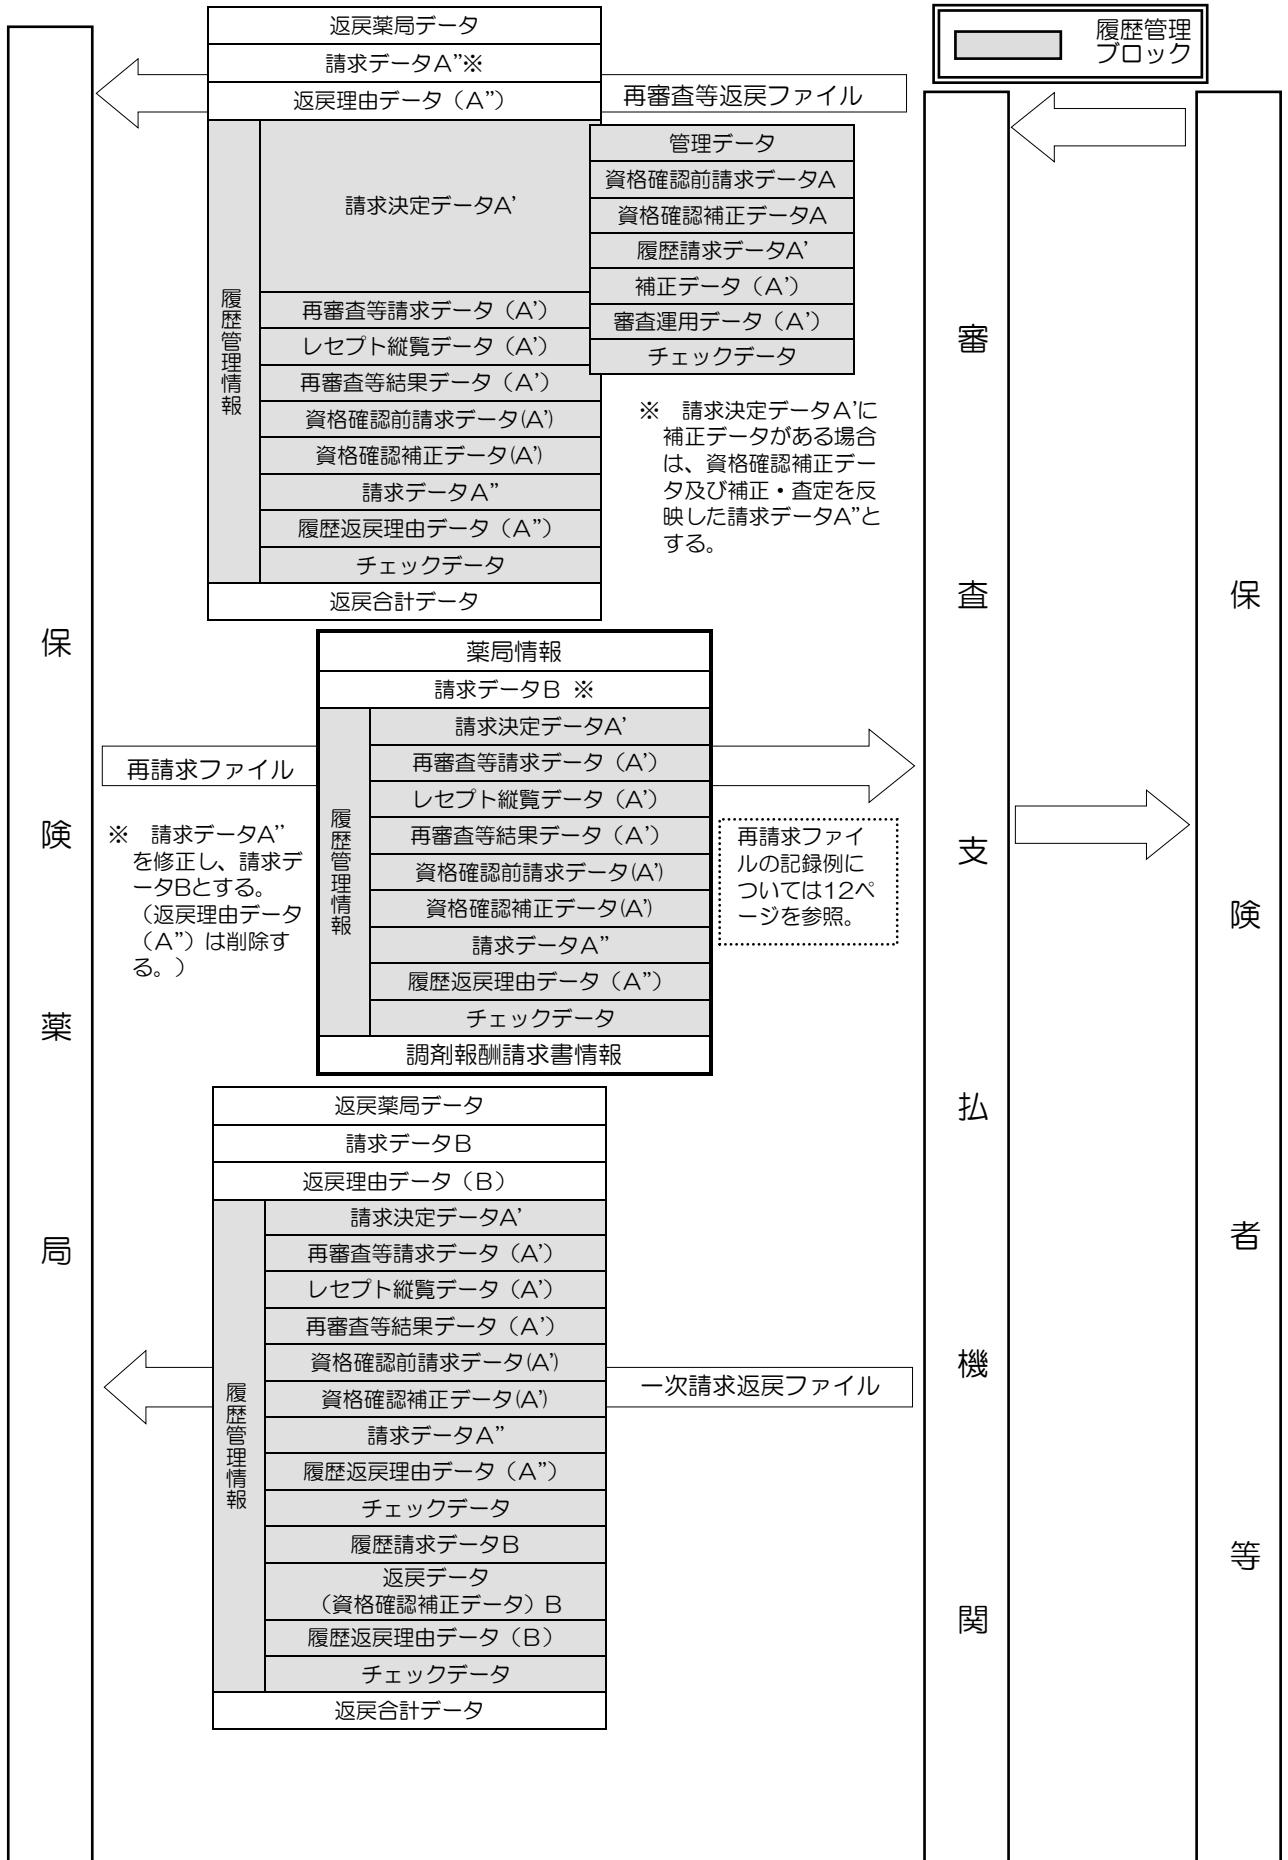 履歴管理
ブロック
返戻薬局データ
請求データA”※
返戻理由データ（A”）
再審査等返戻ファイル
履歴管理情報
請求決定データA’
管理データ
資格確認前請求データA
資格確認補正データA
履歴請求データA’
補正データ（A’）
審査運用データ（A’）
チェックデータ
再審査等請求データ（A’）
レセプト縦覧データ（A’）
再審査等結果データ（A’）
資格確認前請求データ(A’)
資格確認補正データ(A’)
請求データA”
履歴返戻理由データ（A”）
チェックデータ
返戻合計データ
※　請求決定データA’に
補正データがある場合
は、資格確認補正デー
タ及び補正・査定を反
映した請求データA”と
する。
薬局情報
請求データB ※
履歴管理情報
請求決定データA’
再審査等請求データ（A’）
レセプト縦覧データ（A’）
再審査等結果データ（A’）
資格確認前請求データ(A’)
資格確認補正データ(A’)
請求データA”
履歴返戻理由データ（A”）
チェックデータ
調剤報酬請求書情報
再請求ファイル
※　請求データA”
を修正し、請求デ
ータBとする。
（返戻理由データ
（A”）は削除す
る。）
再請求ファイ
ルの記録例に
ついては12ペ
ージを参照。
返戻薬局データ
請求データB
返戻理由データ（B）
履歴管理情報
請求決定データA’
再審査等請求データ（A’）
レセプト縦覧データ（A’）
再審査等結果データ（A’）
資格確認前請求データ(A’)
資格確認補正データ(A’)
請求データA”
履歴返戻理由データ（A”）
チェックデータ
履歴請求データB
返戻データ
（資格確認補正データ）B
履歴返戻理由データ（B）
チェックデータ
返戻合計データ
一次請求返戻ファイル
保険薬局
審査支払機関
保険者等